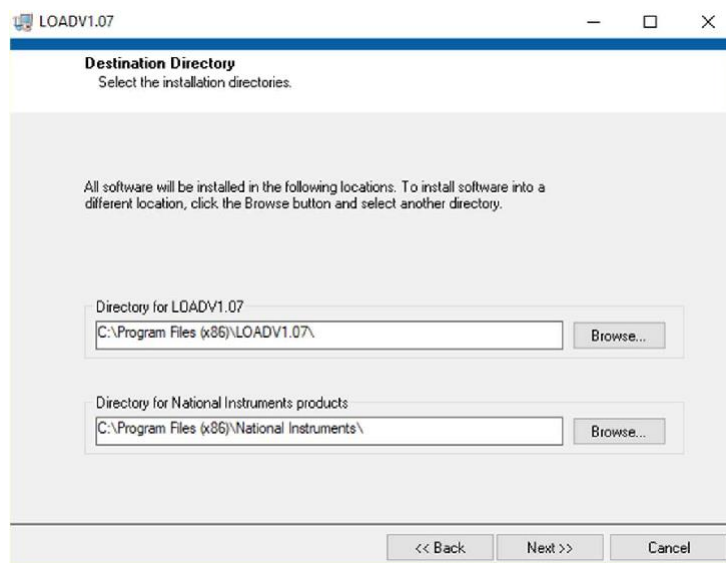 LOADV1.07
Destination Directory
Select the installation directories.
All software will be installed in the following locations. To install software into a
different location, click the Browse button and select another directory.
Directory for LOADV1.07
C:\Program Files (x86)\LOADV1.07\
Browse...
Directory for National Instruments products
C:\Program Files (x86)\National Instruments\
Browse...
<< Back
Next >>
Cancel